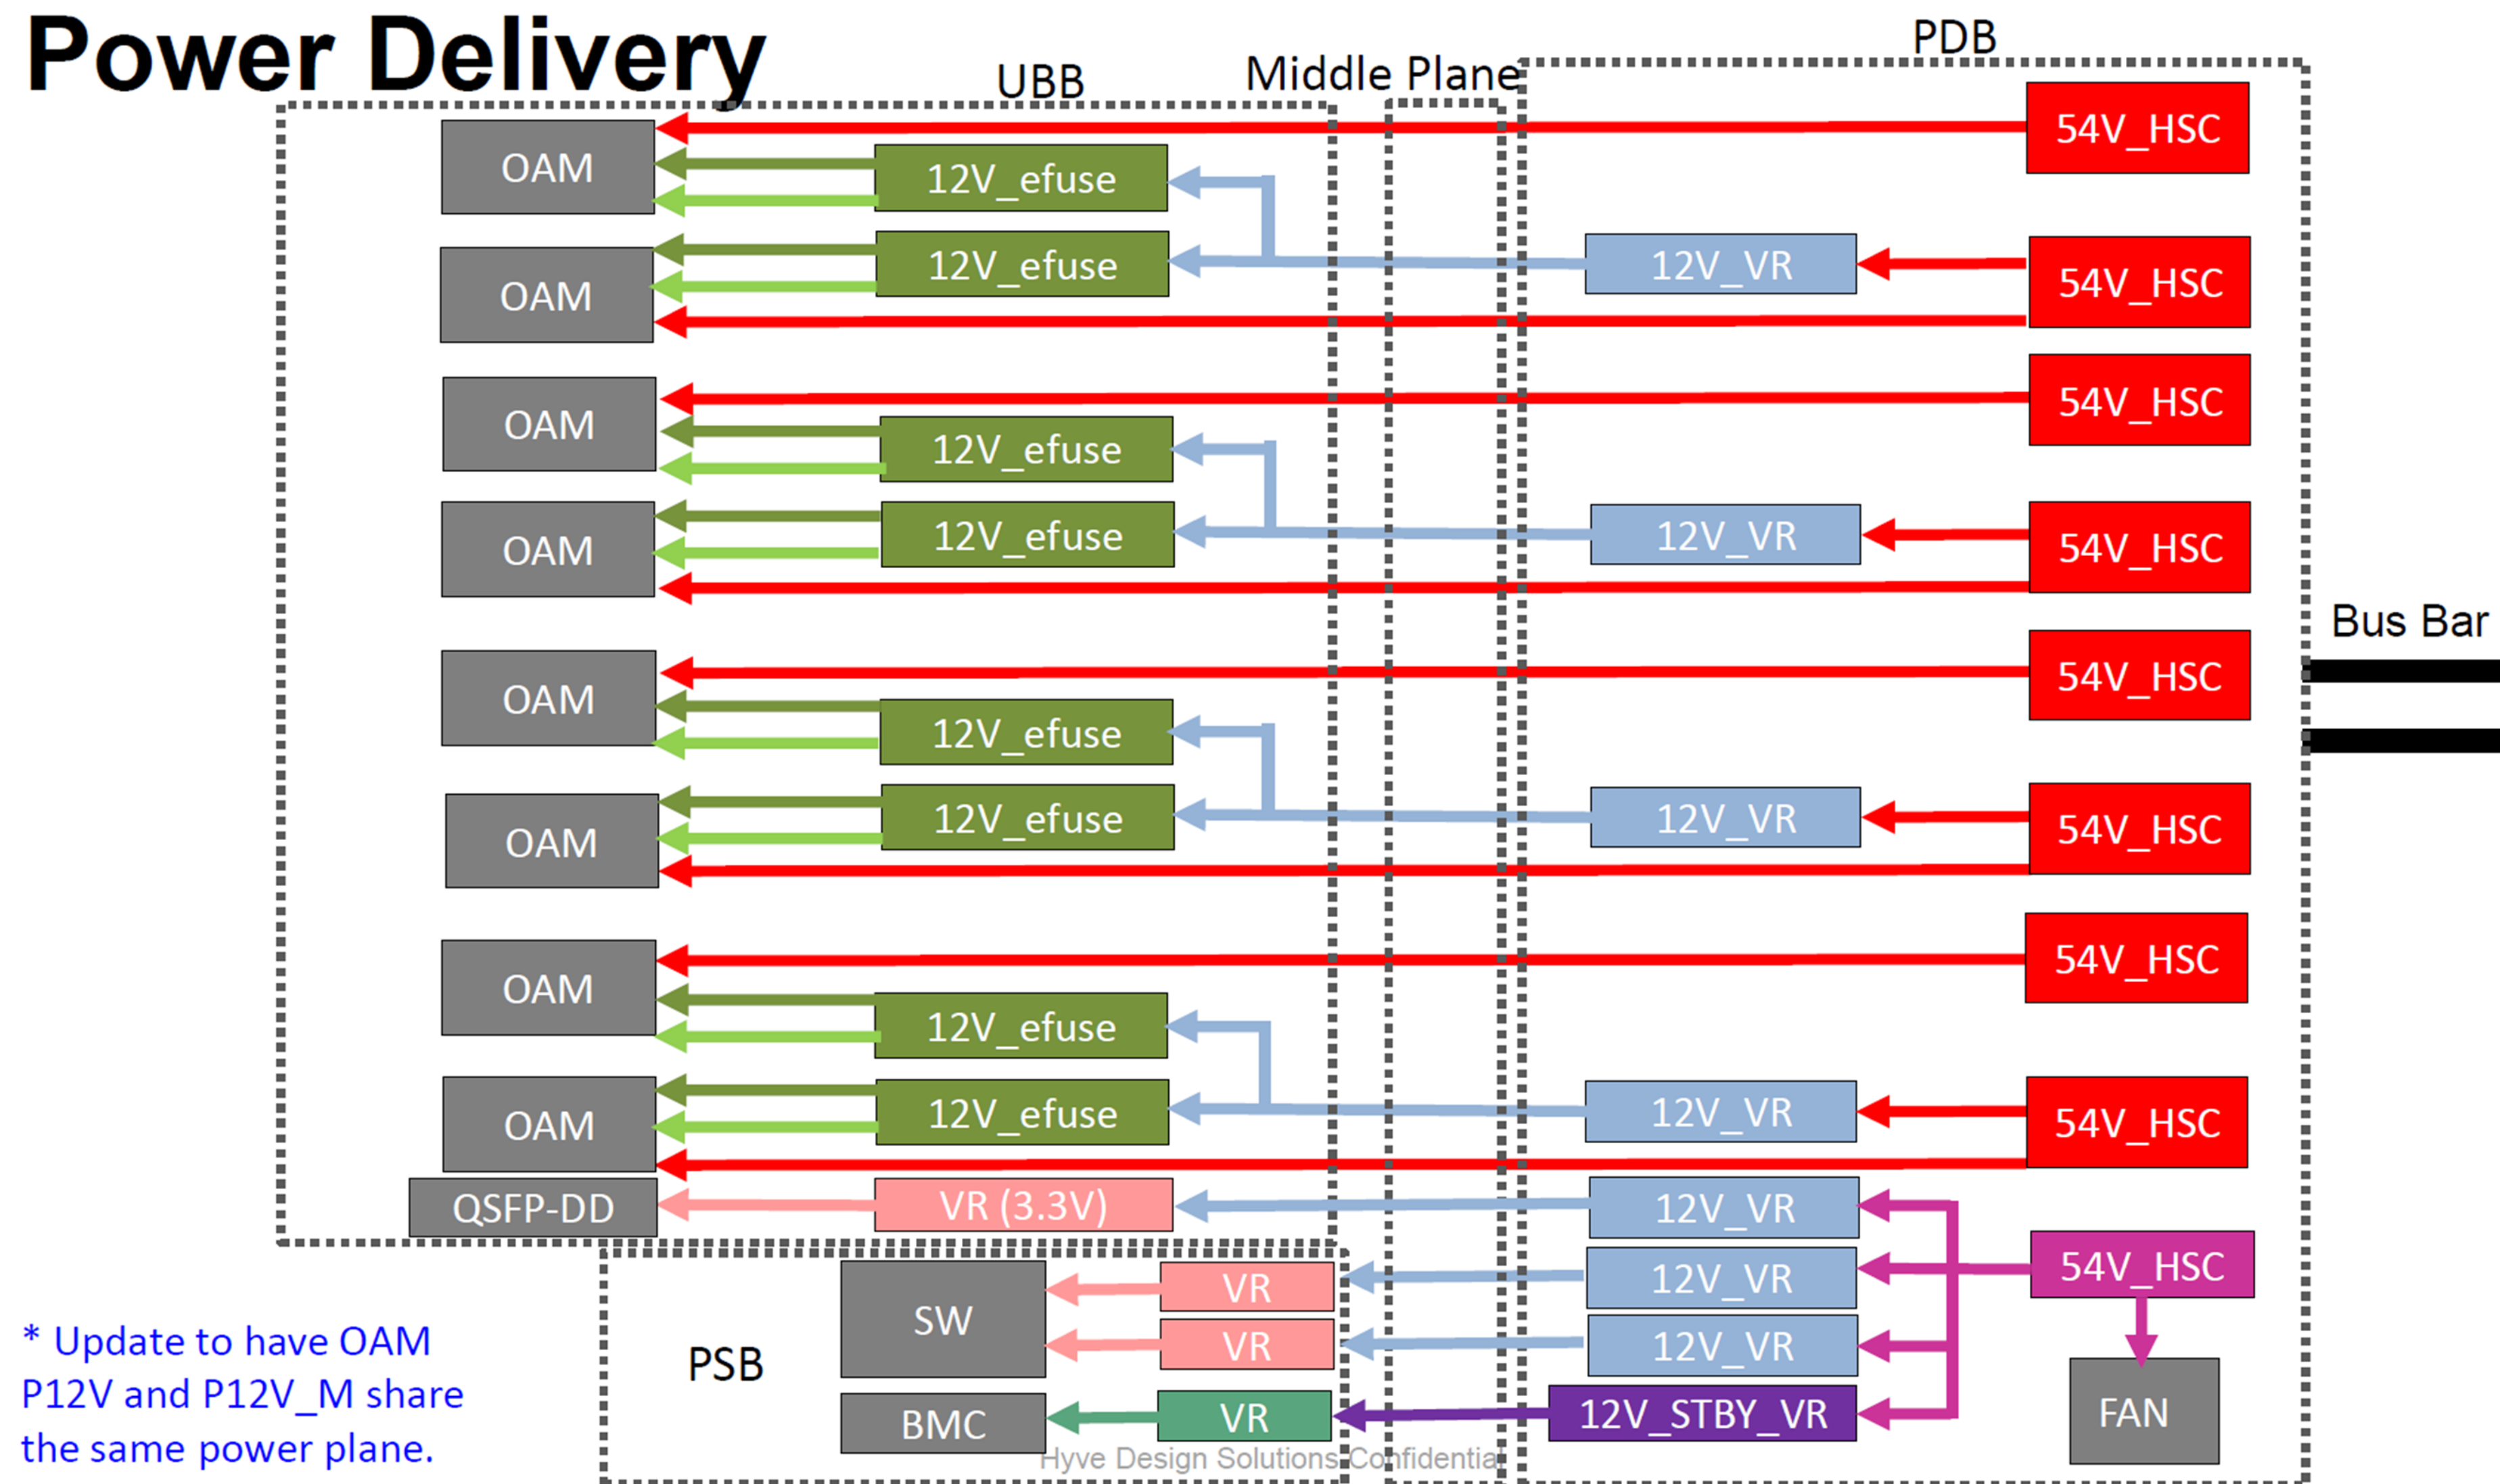 Power Delivery
UBB
Middle Plane
PDB
OAM
12V_efuse
54V_HSC
OAM
12V_efuse
12V_VR
54V_HSC
OAM
12V_efuse
54V_HSC
OAM
12V_efuse
12V_VR
54V_HSC
Bus Bar
OAM
12V_efuse
54V_HSC
OAM
12V_efuse
12V_VR
54V_HSC
OAM
12V_efuse
54V_HSC
OAM
12V_efuse
12V_VR
54V_HSC
QSFP-DD
VR (3.3V)
12V_VR
54V_HSC
PSB
SW
VR
12V_VR
VR
12V_VR
BMC
VR
12V_STBY_VR
FAN
* Update to have OAM
P12V and P12V_M share
the same power plane.
Hyve Design Solutions Confidential